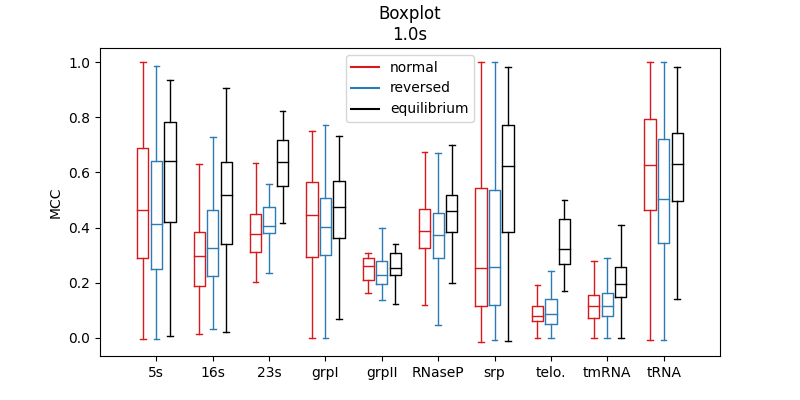 Boxplot
1.0s
normal
reversed
equilibrium
MCC
1.0
0.8
0.6
0.4
0.2
0.0
5s 16s 23s grpI grpII RNaseP srp telo. tmRNA tRNA